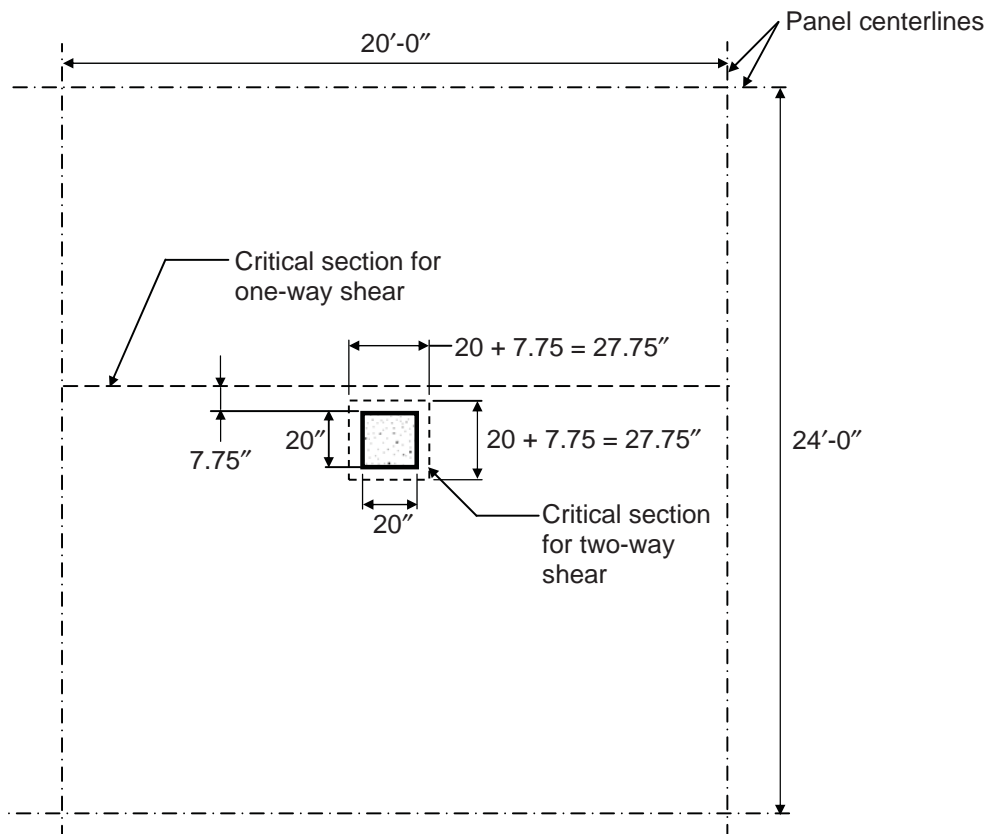 Panel centerlines
20′-0″
Critical section for
one-way shear
20 + 7.75 = 27.75″
20″
20 + 7.75 = 27.75″
24′-0″
7.75″
20″
Critical section
for two-way
shear